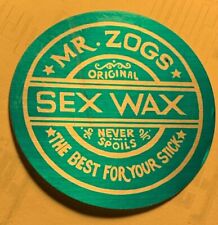 MR. ZOGS
ORIGINAL
SEX WAX
NEVER
SPOILS
THE BEST FOR YOUR STICK